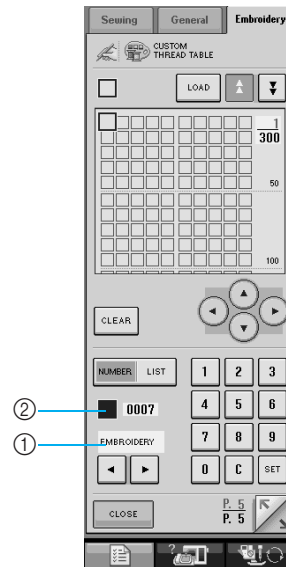 Sewing General Embroidery
CUSTOM
THREAD TABLE
LOAD
1
300
50
100
CLEAR
NUMBER LIST 1 2 3
② 0007 4 5 6
① EMBROIDERY 7 8 9
0 C SET
CLOSE P. 5
P. 5
?